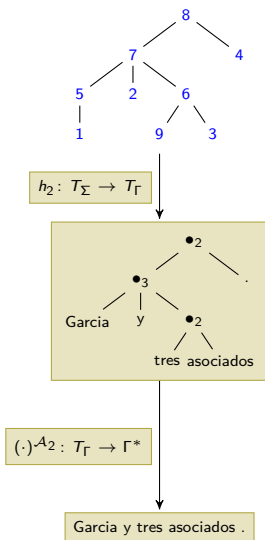 8
7 4
5 2 6
1 9 3
h₂: T_Σ → T_Γ
•₂
•₃ .
Garcia y •₂
tres asociados
(·)^{𝒜₂}: T_Γ → Γ*
Garcia y tres asociados .